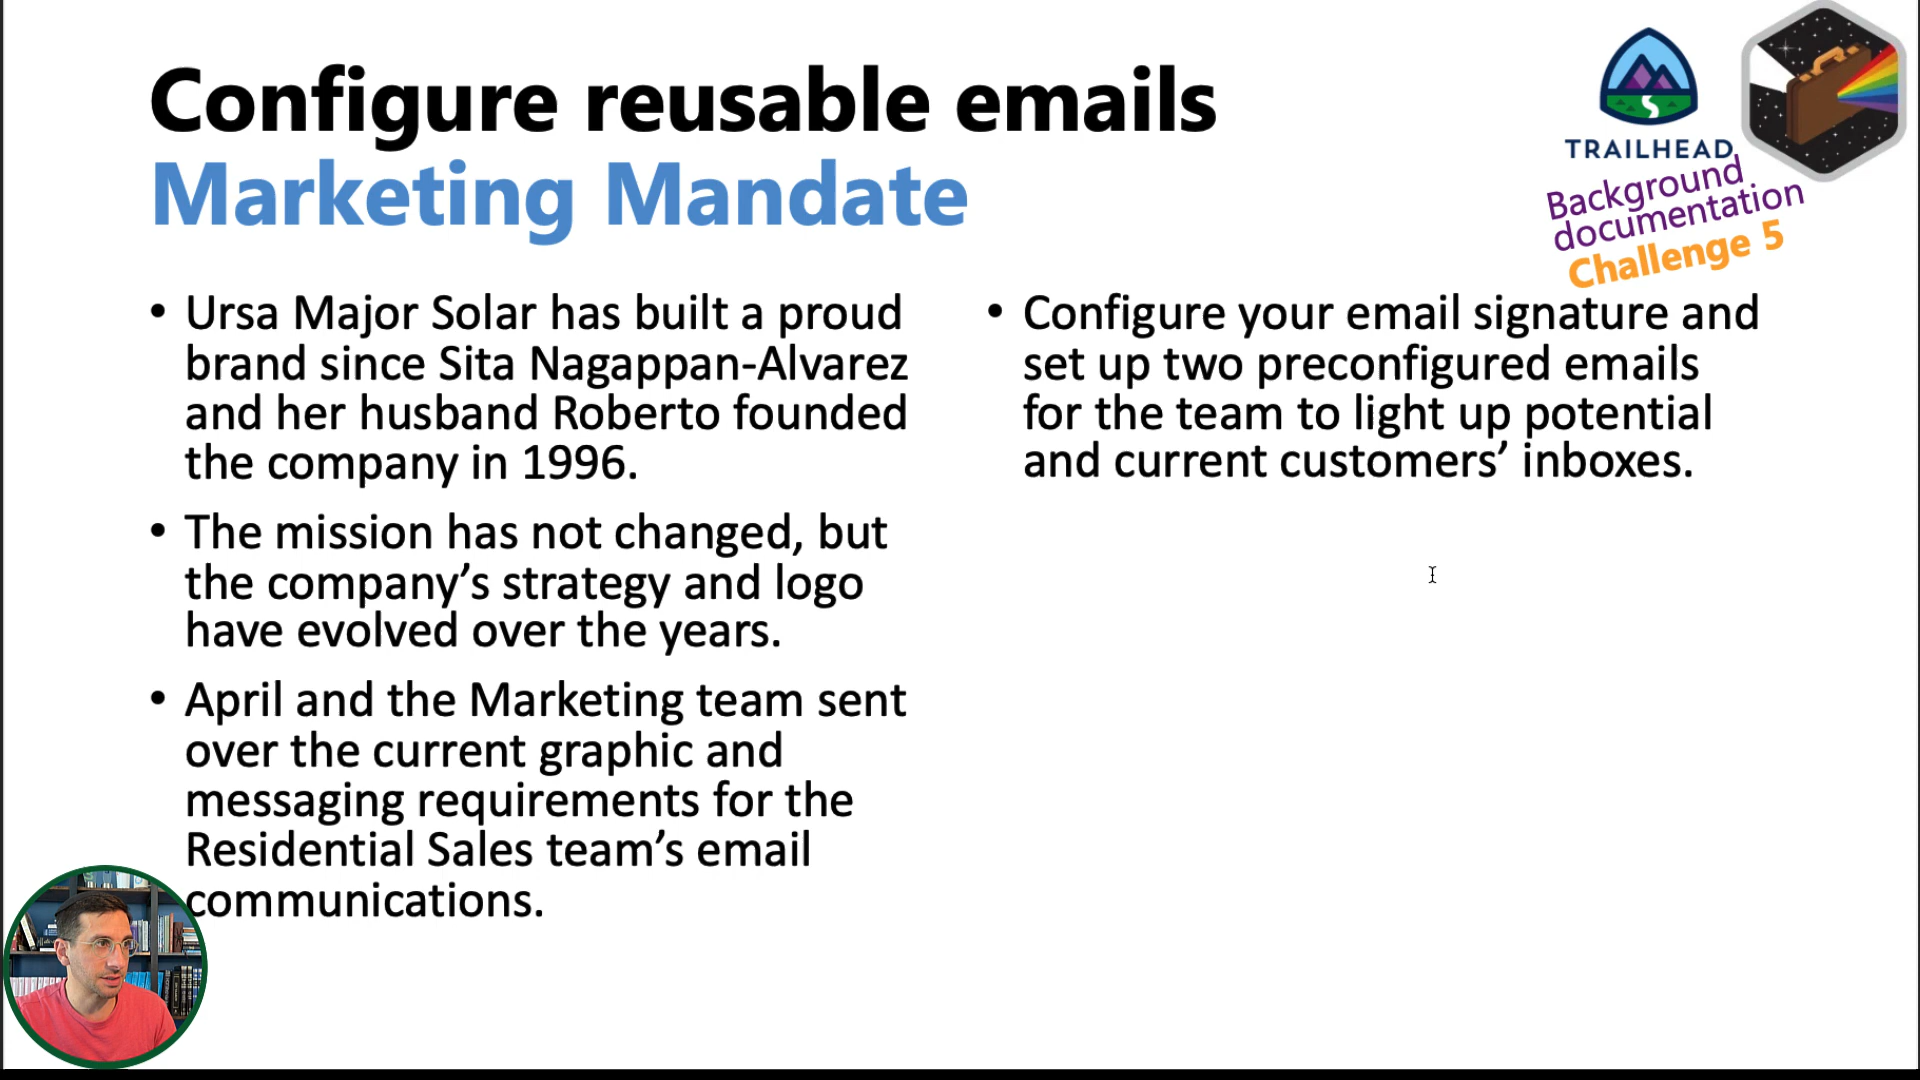 Configure reusable emails
Marketing Mandate
TRAILHEAD
Background
documentation
Challenge 5
• Ursa Major Solar has built a proud
brand since Sita Nagappan-Alvarez
and her husband Roberto founded
the company in 1996.
• The mission has not changed, but
the company’s strategy and logo
have evolved over the years.
• April and the Marketing team sent
over the current graphic and
messaging requirements for the
Residential Sales team’s email
communications.
• Configure your email signature and
set up two preconfigured emails
for the team to light up potential
and current customers’ inboxes.